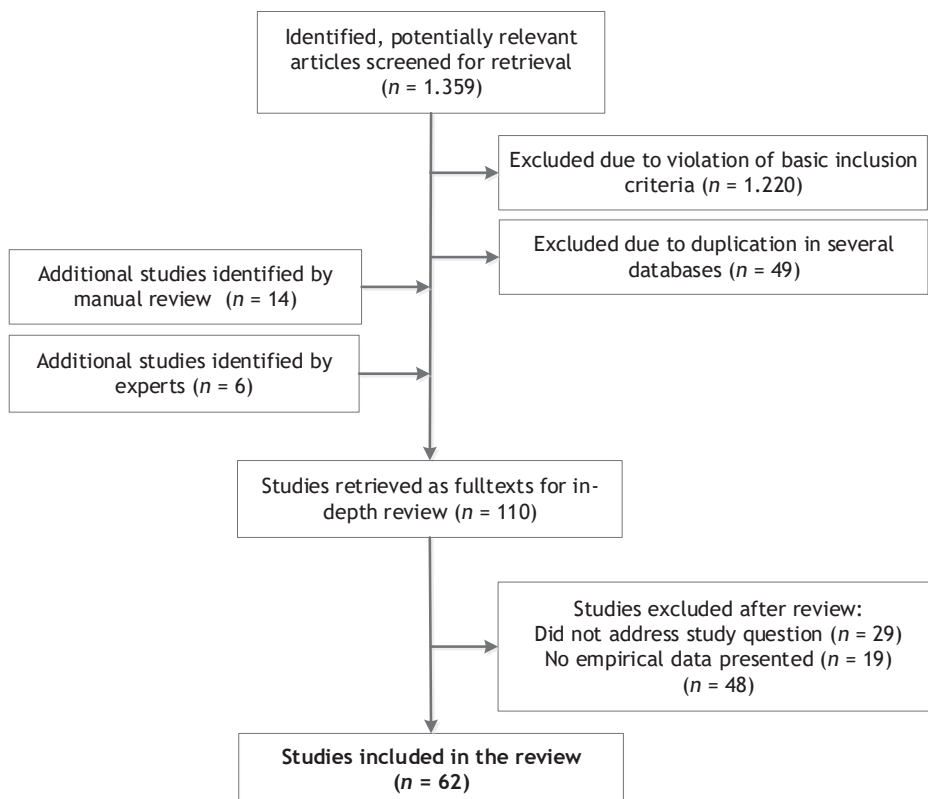 Identified, potentially relevant
articles screened for retrieval
(n = 1.359)
Excluded due to violation of basic inclusion
criteria (n = 1.220)
Excluded due to duplication in several
databases (n = 49)
Additional studies identified by
manual review (n = 14)
Additional studies identified by
experts (n = 6)
Studies retrieved as fulltexts for in-
depth review (n = 110)
Studies excluded after review:
Did not address study question (n = 29)
No empirical data presented (n = 19)
(n = 48)
Studies included in the review
(n = 62)